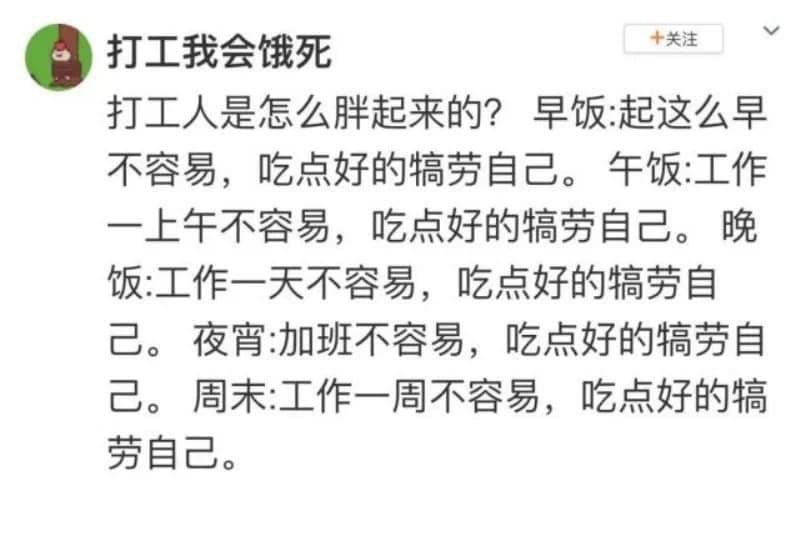 打工我会饿死
+关注
打工人是怎么胖起来的? 早饭:起这么早
不容易，吃点好的犒劳自己。 午饭:工作
一上午不容易，吃点好的犒劳自己。 晚
饭:工作一天不容易，吃点好的犒劳自
己。 夜宵:加班不容易，吃点好的犒劳自
己。 周末:工作一周不容易，吃点好的犒
劳自己。